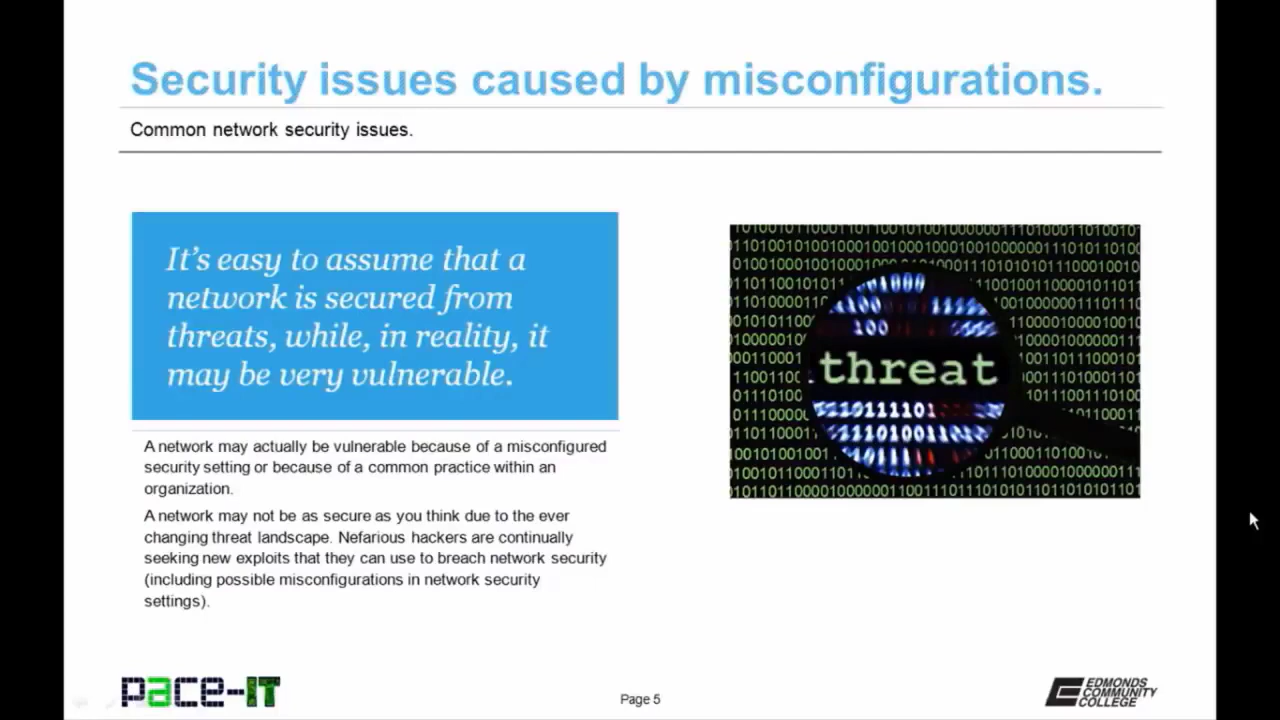 Security issues caused by misconfigurations.
Common network security issues.
It's easy to assume that a
network is secured from
threats, while, in reality, it
may be very vulnerable.
threat
A network may actually be vulnerable because of a misconfigured
security setting or because of a common practice within an
organization.
A network may not be as secure as you think due to the ever
changing threat landscape. Nefarious hackers are continually
seeking new exploits that they can use to breach network security
(including possible misconfigurations in network security
settings).
pace-IT
Page 5
EDMONDS
COMMUNITY
COLLEGE